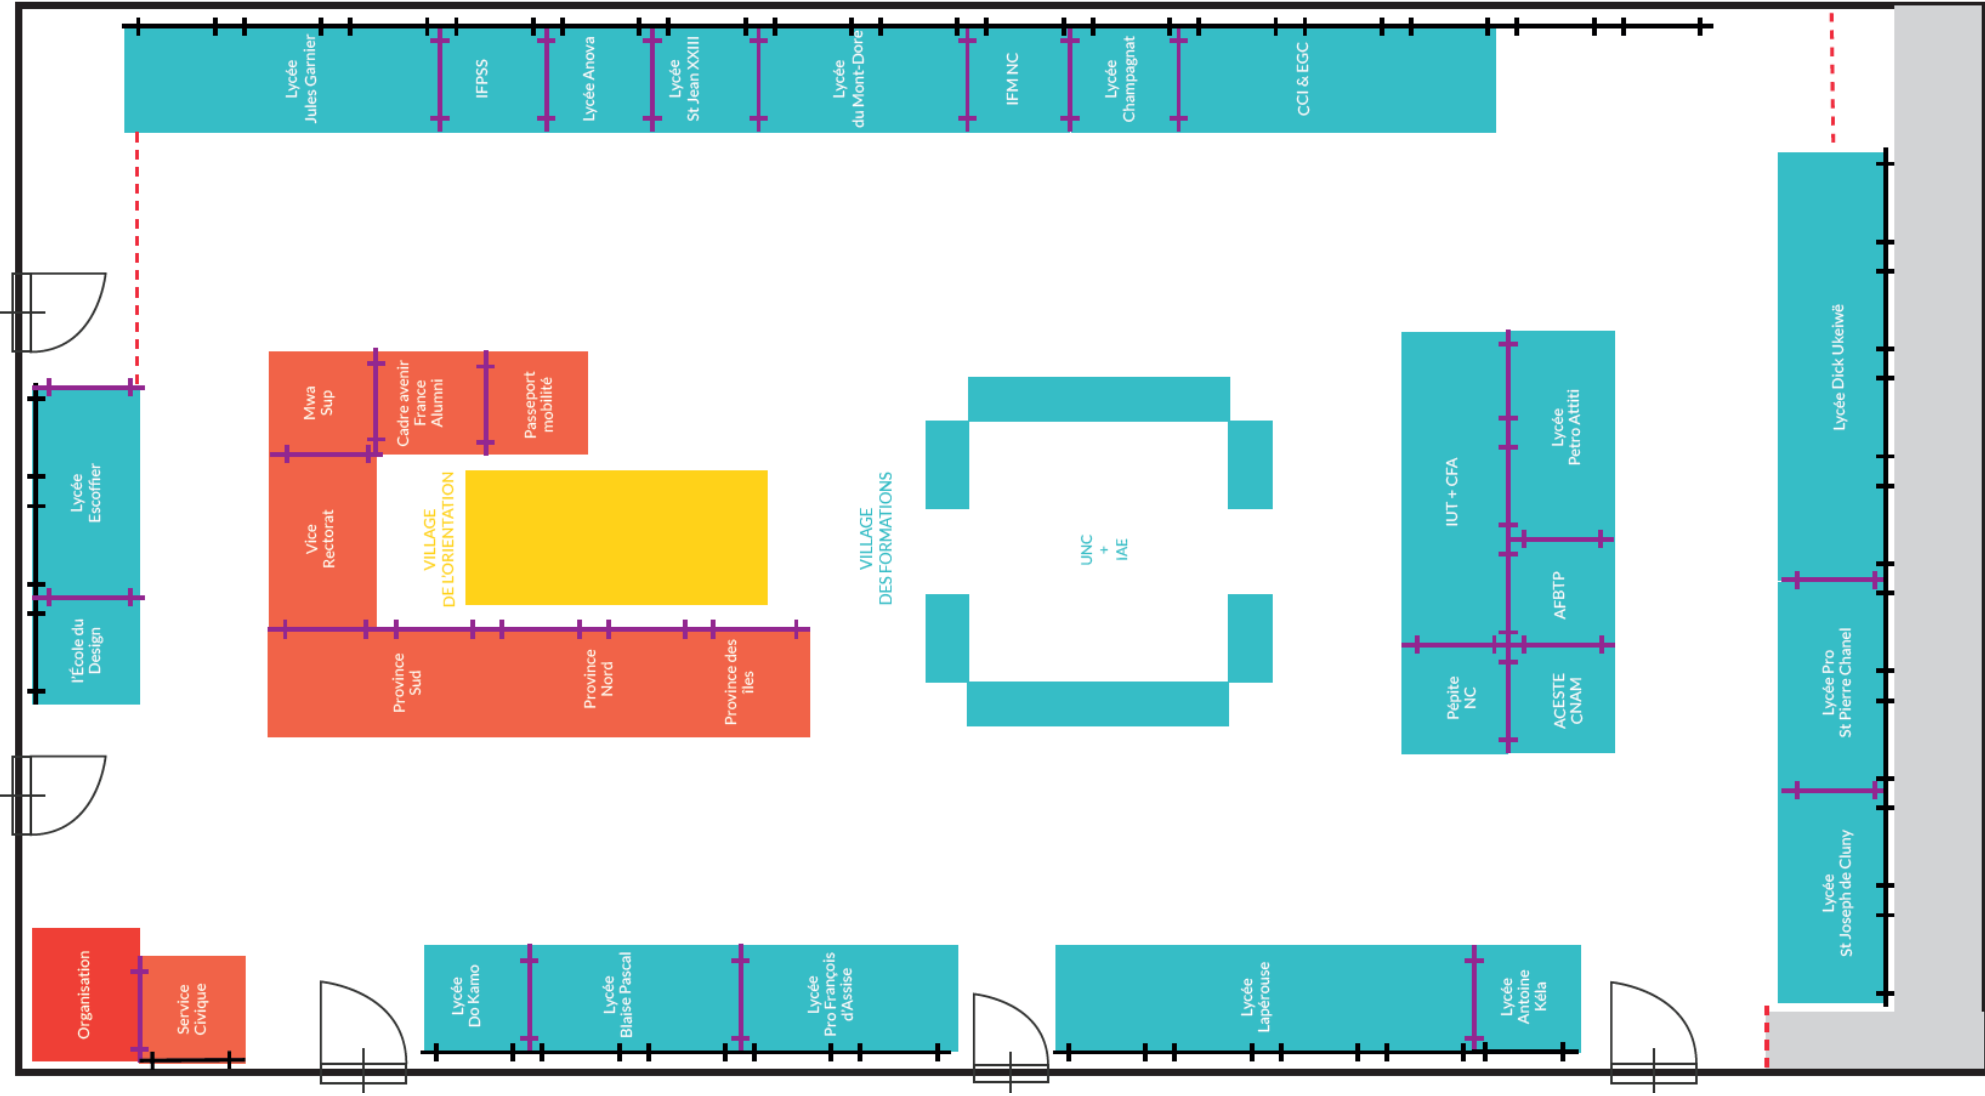 Lycée
Jules Garnier
IFPSS
Lycée Anova
Lycée
St Jean XXIII
Lycée
du Mont-Dore
IFM NC
Lycée
Champagnat
CCI & EGC
Lycée
Escoffier
l'École du
Design
Mwa
Sup
Cadre avenir
France
Alumni
Passeport
mobilité
Vice
Rectorat
VILLAGE
DE L'ORIENTATION
Province
Sud
Province
Nord
Province des
îles
VILLAGE
DES FORMATIONS
UNC
+
IAE
IUT + CFA
Lycée
Petro Attiti
AFBTP
Pépite
NC
ACESTE
CNAM
Lycée Dick Ukeiwë
Lycée Pro
St Pierre Chanel
Lycée
St Joseph de Cluny
Organisation
Service
Civique
Lycée
Do Kamo
Lycée
Blaise Pascal
Lycée
Pro François
d'Assise
Lycée
Lapérouse
Lycée
Antoine
Kéla